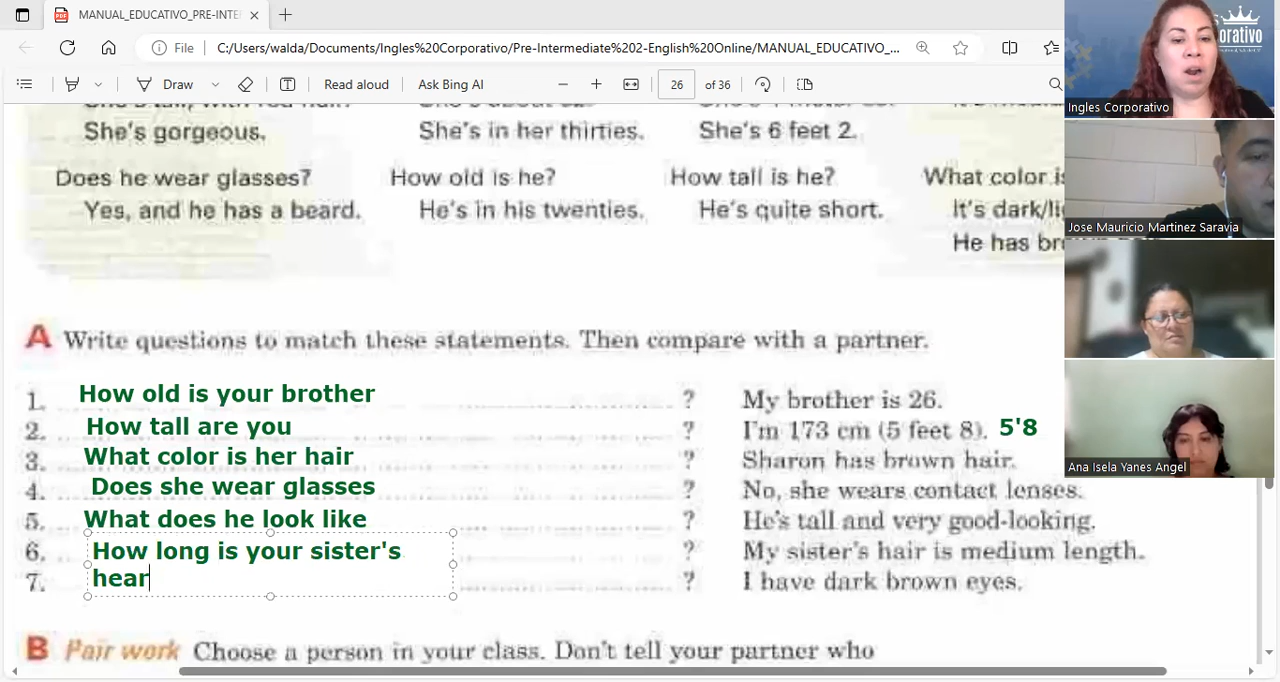 MANUAL_EDUCATIVO_PRE-INTE
File
C:/Users/walda/Documents/Ingles%20Corporativo/Pre-Intermediate%202-English%20Online/MANUAL_EDUCATIVO_...
Draw
Read aloud
Ask Bing AI
26 of 36
She's gorgeous. She's in her thirties. She's 6 feet 2.
Does he wear glasses? How old is he? How tall is he? What color is
Yes, and he has a beard. He's in his twenties. He's quite short. It's dark/li
He has br
A Write questions to match these statements. Then compare with a partner.
1. How old is your brother ? My brother is 26.
2. How tall are you ? I'm 173 cm (5 feet 8). 5'8
3. What color is her hair ? Sharon has brown hair.
4. Does she wear glasses ? No, she wears contact lenses.
5. What does he look like ? He's tall and very good-looking.
6. How long is your sister's ? My sister's hair is medium length.
7. hear ? I have dark brown eyes.
B Pair work Choose a person in your class. Don't tell your partner who
orativo
Ingles Corporativo
Jose Mauricio Martinez Saravia
Ana Isela Yanes Angel